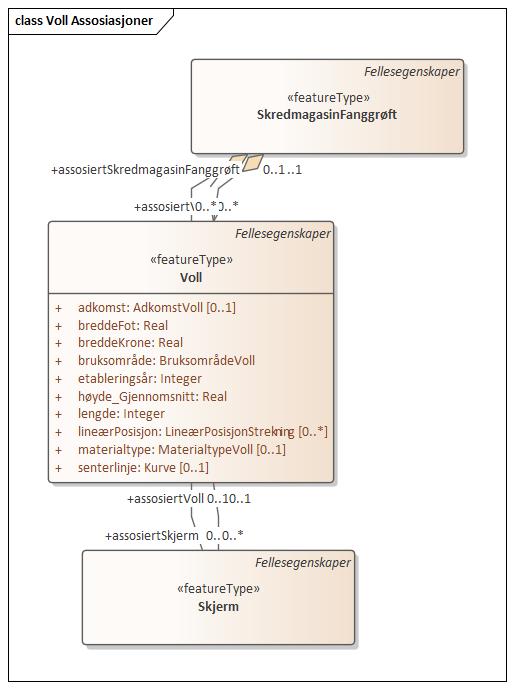 class Voll Assosiasjoner
Fellesegenskaper
«featureType»
SkredmagasinFanggrøft
+assosiertSkredmagasinFanggrøft 0..1
+assosiert 0..* 0..*
Fellesegenskaper
«featureType»
Voll
+ adkomst: AdkomstVoll [0..1]
+ breddeFot: Real
+ breddeKrone: Real
+ bruksområde: BruksområdeVoll
+ etableringsår: Integer
+ høyde_Gjennomsnitt: Real
+ lengde: Integer
+ lineærPosisjon: LineærPosisjonStrekning [0..*]
+ materialtype: MaterialtypeVoll [0..1]
+ senterlinje: Kurve [0..1]
+assosiertVoll 0..1 0..1
+assosiertSkjerm 0..*
Fellesegenskaper
«featureType»
Skjerm